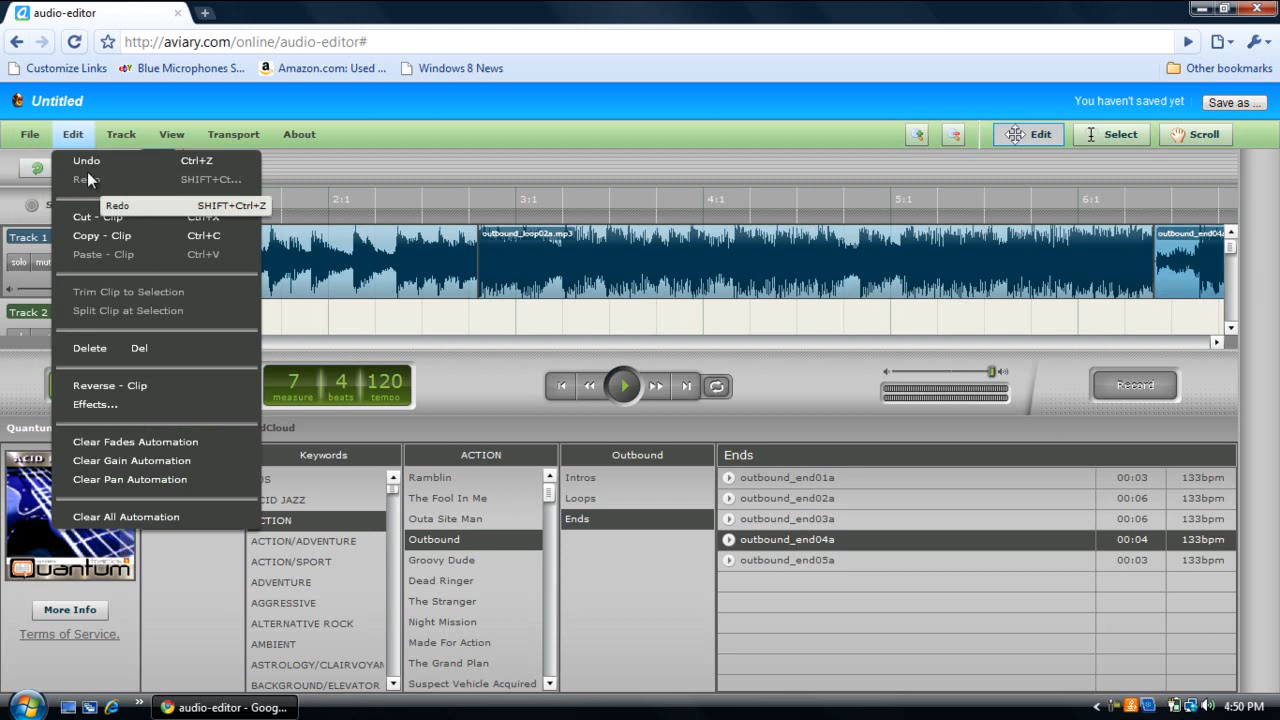 audio-editor
http://aviary.com/online/audio-editor#
Customize Links Blue Microphones S... Amazon.com: Used ... Windows 8 News Other bookmarks
Untitled You haven't saved yet Save as ...
File Edit Track View Transport About Edit Select Scroll
Undo Ctrl+Z
SHIFT+Ct...
Redo SHIFT+Ctrl+Z
2:1 3:1 4:1 5:1 6:1
Cut - Clip Ctrl+X
Track 1 outbound_loop02a.mp3 outbound_end04a
Copy - Clip Ctrl+C
Paste - Clip Ctrl+V
solo
Trim Clip to Selection
Split Clip at Selection
Track 2
Delete Del
Reverse - Clip
Effects...
7 4 120
measure beats tempo
Record
Clear Fades Automation
Clear Gain Automation
Clear Pan Automation
Clear All Automation
Keywords ACTION Outbound Ends
ACID JAZZ
ACTION/ADVENTURE
ACTION/SPORT
ADVENTURE
AGGRESSIVE
ALTERNATIVE ROCK
AMBIENT
ASTROLOGY/CLAIRVOYAN
BACKGROUND/ELEVATOR
Ramblin
The Fool In Me
Outa Site Man
Outbound
Groovy Dude
Dead Ringer
The Stranger
Night Mission
Made For Action
The Grand Plan
Suspect Vehicle Acquired
Intros
Loops
Ends
outbound_end01a 00:03 133bpm
outbound_end02a 00:06 133bpm
outbound_end03a 00:06 133bpm
outbound_end04a 00:04 133bpm
outbound_end05a 00:03 133bpm
Quantum
More Info
Terms of Service.
audio-editor - Goog...
4:50 PM